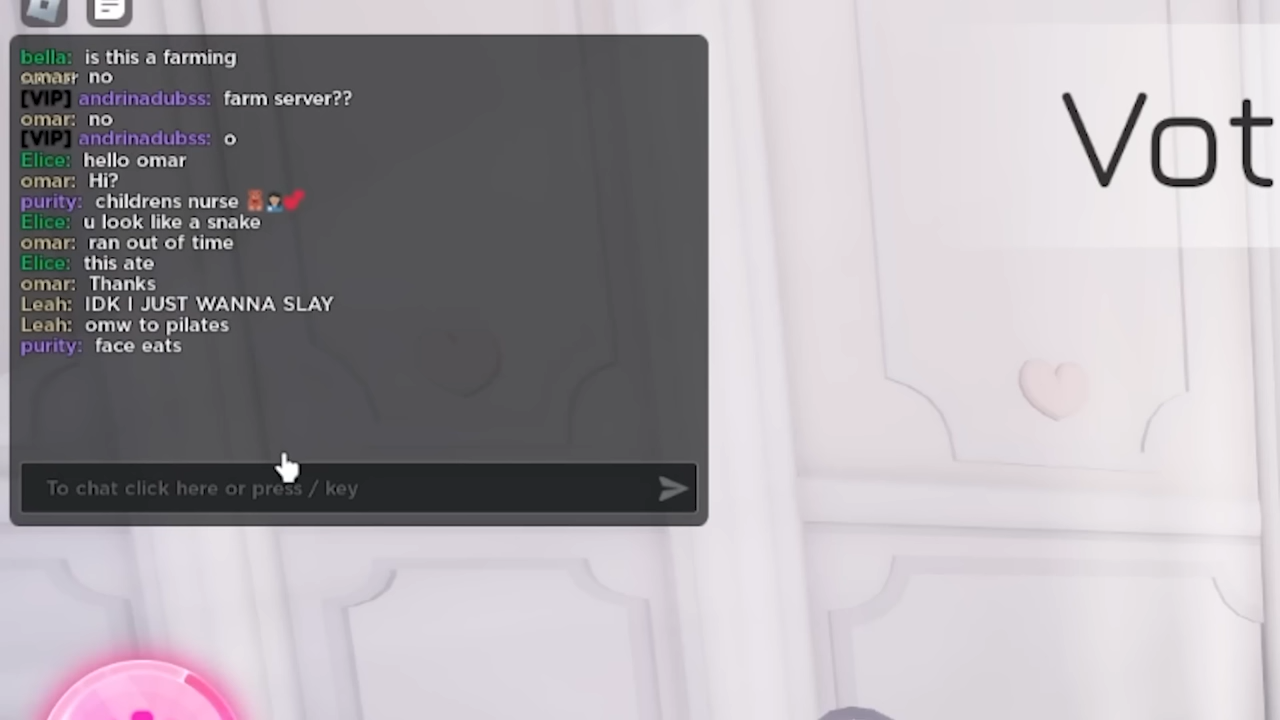 bella: is this a farming
omar: no
[VIP] andrinadubss: farm server??
omar: no
[VIP] andrinadubss: o
Elice: hello omar
omar: Hi?
purity: childrens nurse 🧸👩🏽‍⚕️💕
Elice: u look like a snake
omar: ran out of time
Elice: this ate
omar: Thanks
Leah: IDK I JUST WANNA SLAY
Leah: omw to pilates
purity: face eats
To chat click here or press / key
Vot